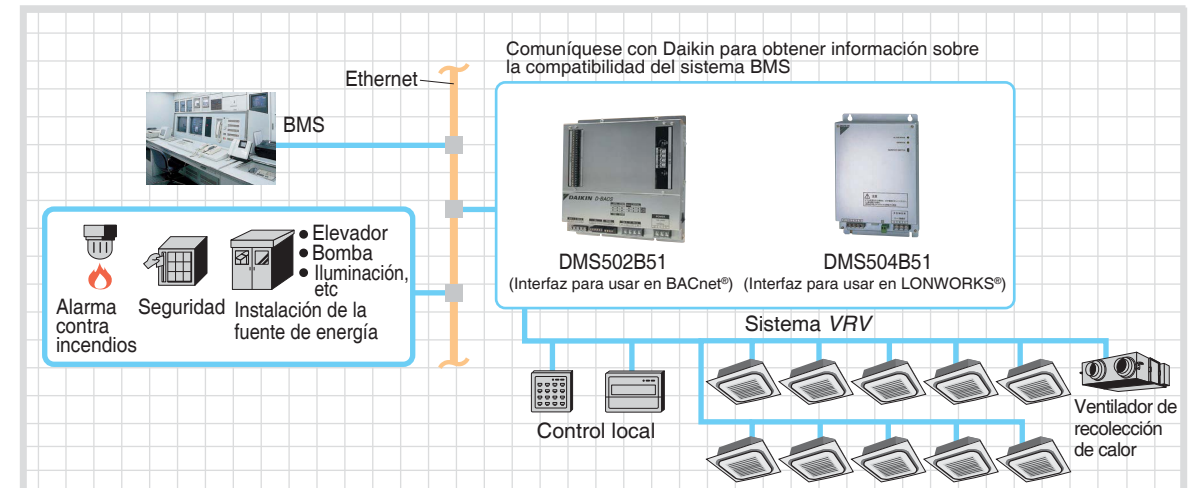 Comuníquese con Daikin para obtener información sobre
la compatibilidad del sistema BMS
Ethernet
BMS
DAIKIN D-BACS
DMS502B51
(Interfaz para usar en BACnet®)
DMS504B51
(Interfaz para usar en LONWORKS®)
Alarma
contra
incendios
Seguridad
• Elevador
• Bomba
• Iluminación,
etc
Instalación de la
fuente de energía
Sistema VRV
Control local
Ventilador de
recolección
de calor